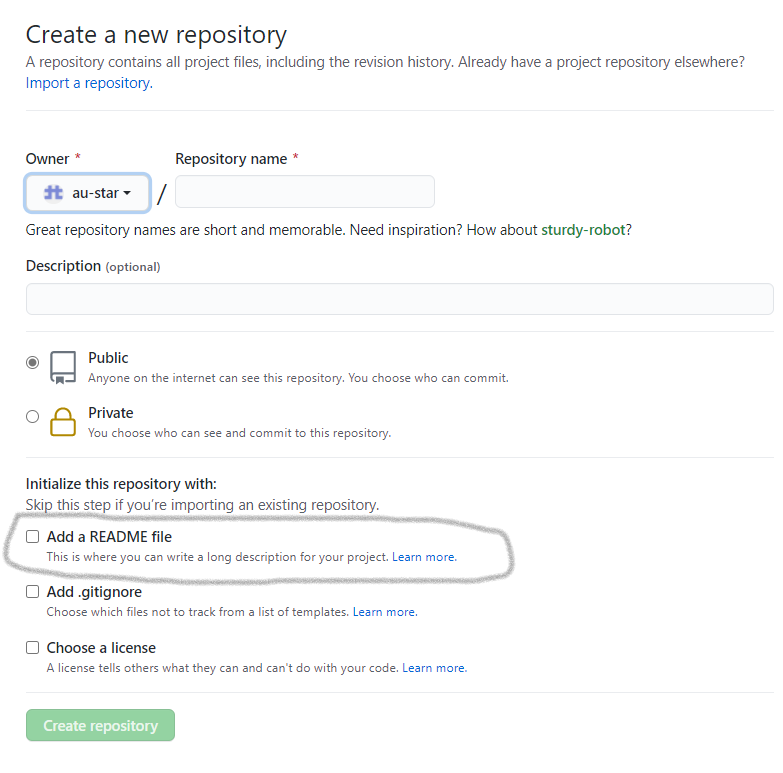 Create a new repository
A repository contains all project files, including the revision history. Already have a project repository elsewhere?
Import a repository.
Owner * Repository name *
au-star /
Great repository names are short and memorable. Need inspiration? How about sturdy-robot?
Description (optional)
Public
Anyone on the internet can see this repository. You choose who can commit.
Private
You choose who can see and commit to this repository.
Initialize this repository with:
Skip this step if you're importing an existing repository.
Add a README file
This is where you can write a long description for your project. Learn more.
Add .gitignore
Choose which files not to track from a list of templates. Learn more.
Choose a license
A license tells others what they can and can't do with your code. Learn more.
Create repository